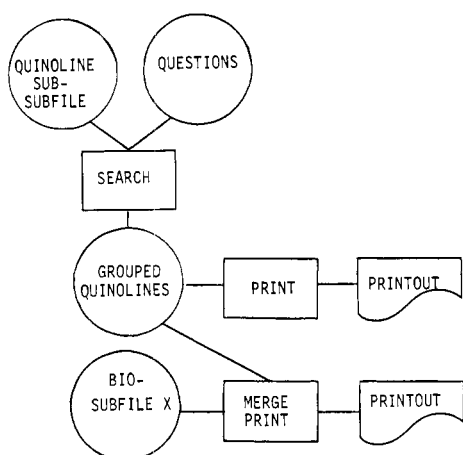 QUINOLINE
SUB-
SUBFILE
QUESTIONS
SEARCH
GROUPED
QUINOLINES
PRINT
PRINTOUT
BIO-
SUBFILE X
MERGE
PRINT
PRINTOUT